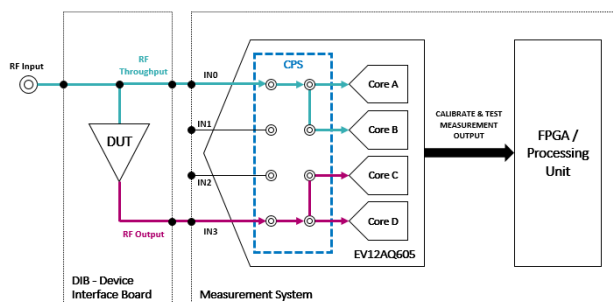 RF Input
RF
Throughput
IN0
CPS
Core A
IN1
Core B
DUT
CALIBRATE & TEST
MEASUREMENT
OUTPUT
FPGA /
Processing
Unit
IN2
Core C
RF Output
IN3
Core D
EV12AQ605
DIB - Device
Interface Board
Measurement System